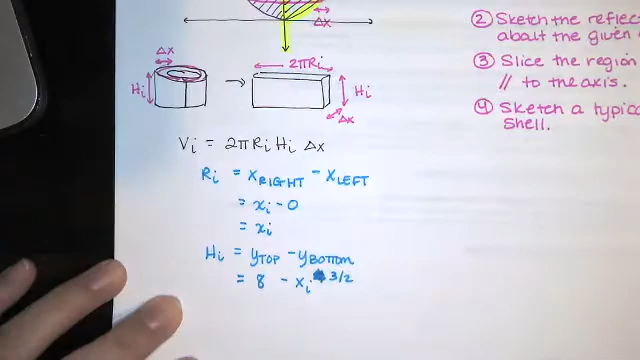 Δx
② Sketch the reflec
about the given
③ Slice the region
// to the axis.
④ Sketch a typic
Shell.
Δx
Hi
→
2πRi
Hi
Δx
Vi = 2πRi Hi Δx
Ri = xRIGHT - xLEFT
= xi - 0
= xi
Hi = yTOP - yBOTTOM
= 8 - xi 3/2